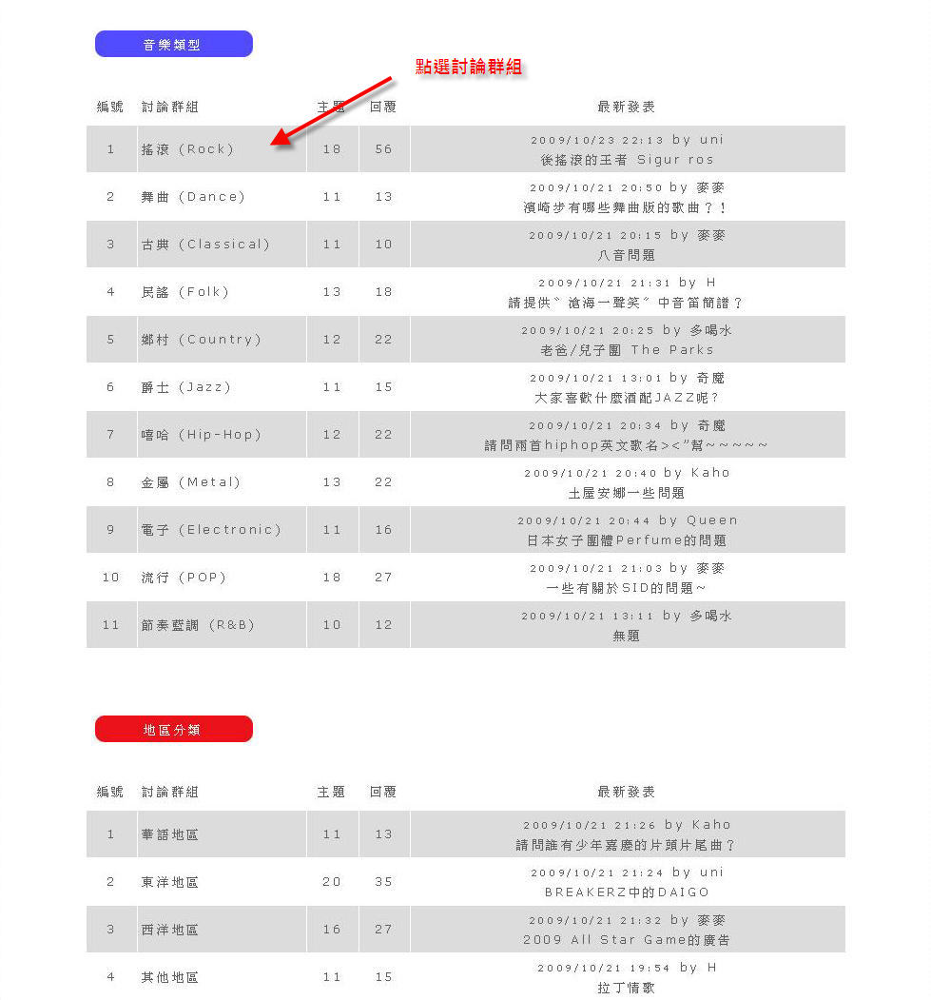 音樂類型
點選討論群組
編號 討論群組 主題 回覆 最新發表
1 搖滾 (Rock) 18 56 2009/10/23 22:13 by uni
後搖滾的王者 Sigur ros
2 舞曲 (Dance) 11 13 2009/10/21 20:50 by 麥麥
濱崎步有哪些舞曲版的歌曲？！
3 古典 (Classical) 11 10 2009/10/21 20:15 by 麥麥
八音問題
4 民謠 (Folk) 13 18 2009/10/21 21:31 by H
請提供〝滄海一聲笑〞中音笛簡譜？
5 鄉村 (Country) 12 22 2009/10/21 20:25 by 多喝水
老爸/兒子團 The Parks
6 爵士 (Jazz) 11 15 2009/10/21 13:01 by 奇魔
大家喜歡什麼酒配JAZZ呢?
7 嘻哈 (Hip-Hop) 12 22 2009/10/21 20:34 by 奇魔
請問兩首hiphop英文歌名><"幫~~~~~
8 金屬 (Metal) 13 22 2009/10/21 20:40 by Kaho
土屋安娜一些問題
9 電子 (Electronic) 11 16 2009/10/21 20:44 by Queen
日本女子團體Perfume的問題
10 流行 (POP) 18 27 2009/10/21 21:03 by 麥麥
一些有關於SID的問題~
11 節奏藍調 (R&B) 10 12 2009/10/21 13:11 by 多喝水
無題
地區分類
編號 討論群組 主題 回覆 最新發表
1 華語地區 11 13 2009/10/21 21:26 by Kaho
請問誰有少年嘉慶的片頭片尾曲？
2 東洋地區 20 35 2009/10/21 21:24 by uni
BREAKERZ中的DAIGO
3 西洋地區 16 27 2009/10/21 21:32 by 麥麥
2009 All Star Game的廣告
4 其他地區 11 15 2009/10/21 19:54 by H
拉丁情歌